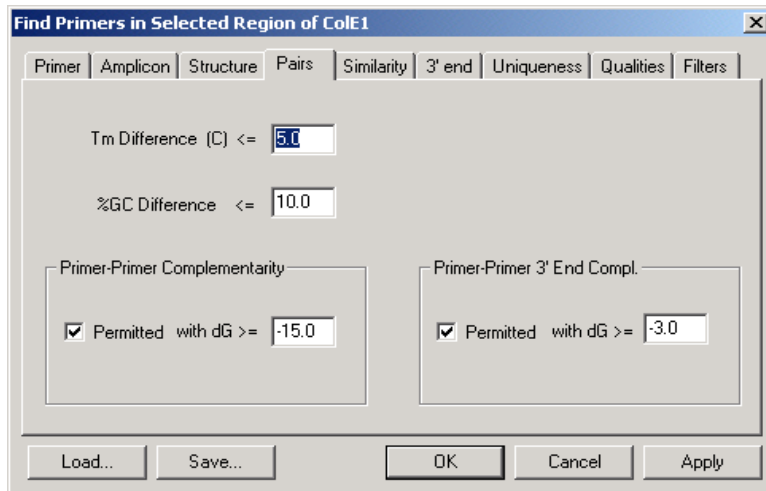 Find Primers in Selected Region of ColE1
Primer Amplicon Structure Pairs Similarity 3' end Uniqueness Qualities Filters
Tm Difference (C) <= 5.0
%GC Difference <= 10.0
Primer-Primer Complementarity Primer-Primer 3' End Compl.
Permitted with dG >= -15.0 Permitted with dG >= -3.0
Load... Save... OK Cancel Apply